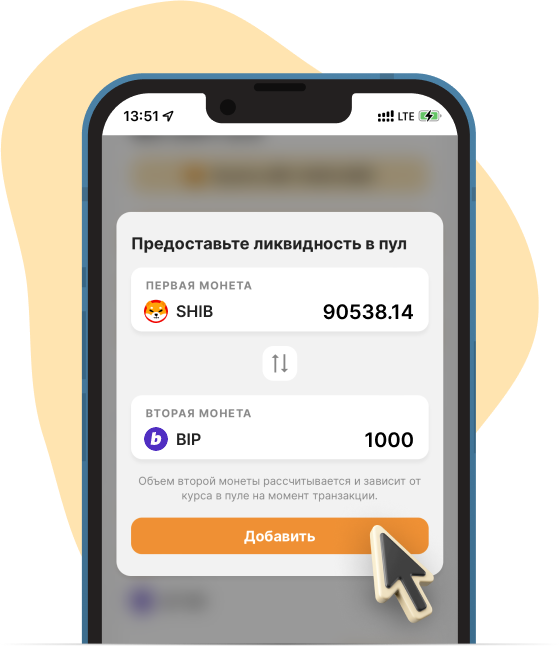 13:51 LTE
Предоставьте ликвидность в пул
ПЕРВАЯ МОНЕТА
SHIB 90538.14
ВТОРАЯ МОНЕТА
BIP 1000
Объем второй монеты рассчитывается и зависит от
курса в пуле на момент транзакции.
Добавить